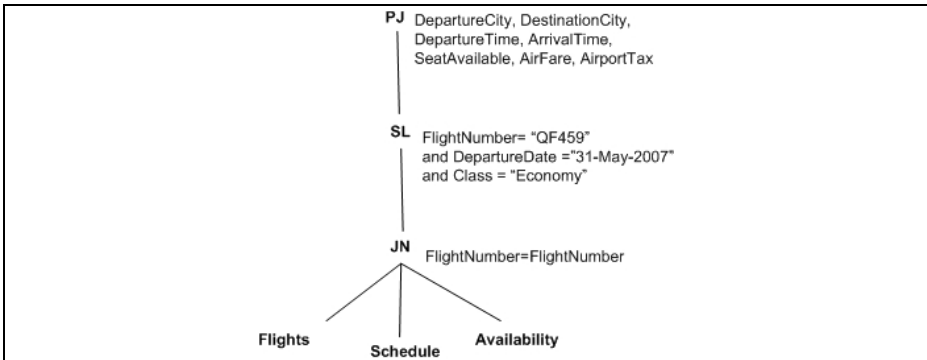 PJ DepartureCity, DestinationCity,
DepartureTime, ArrivalTime,
SeatAvailable, AirFare, AirportTax
SL FlightNumber= “QF459”
and DepartureDate ="31-May-2007"
and Class = “Economy”
JN FlightNumber=FlightNumber
Flights Schedule Availability